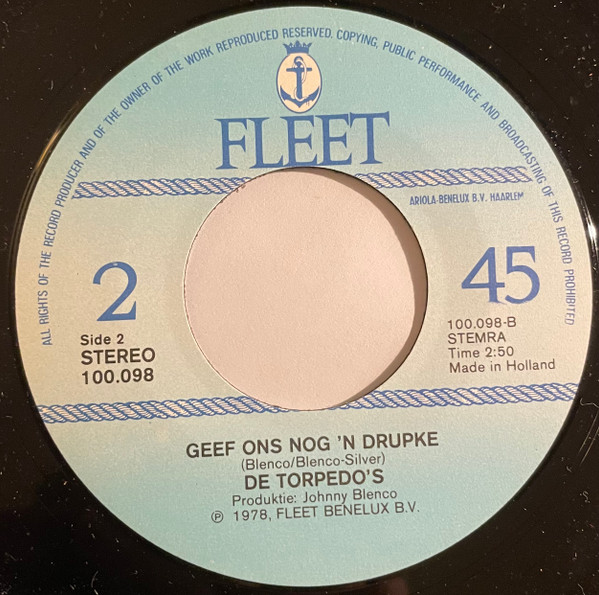 ALL RIGHTS OF THE RECORD PRODUCER AND OF THE OWNER OF THE WORK REPRODUCED RESERVED. COPYING, PUBLIC PERFORMANCE AND BROADCASTING OF THIS RECORD PROHIBITED
FLEET
ARIOLA-BENELUX B.V. HAARLEM
2
Side 2
STEREO
100.098
45
100.098-B
STEMRA
Time 2:50
Made in Holland
GEEF ONS NOG 'N DRUPKE
(Blenco/Blenco-Silver)
DE TORPEDO'S
Produktie: Johnny Blenco
℗ 1978, FLEET BENELUX B.V.